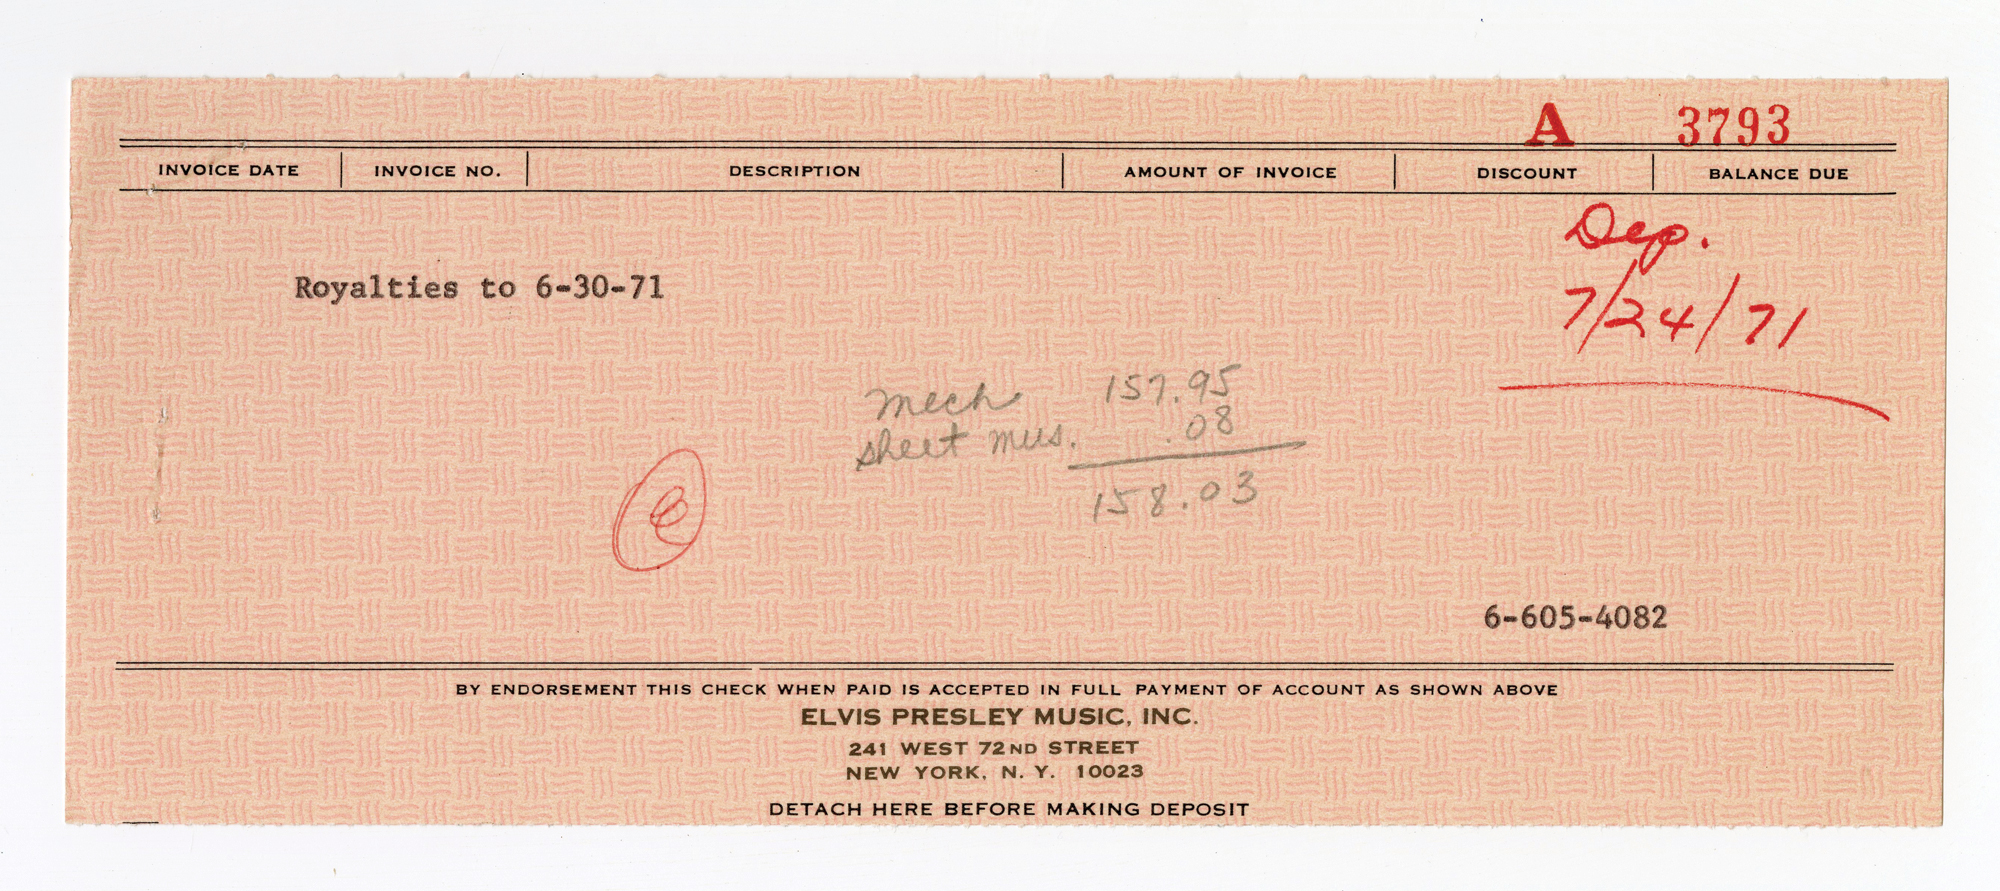 A 3793
INVOICE DATE INVOICE NO. DESCRIPTION AMOUNT OF INVOICE DISCOUNT BALANCE DUE
Dep.
7/24/71
Royalties to 6-30-71
mech 157.95
sheet mus. .08
158.03
e
6-605-4082
BY ENDORSEMENT THIS CHECK WHEN PAID IS ACCEPTED IN FULL PAYMENT OF ACCOUNT AS SHOWN ABOVE
ELVIS PRESLEY MUSIC, INC.
241 WEST 72ND STREET
NEW YORK, N. Y. 10023
DETACH HERE BEFORE MAKING DEPOSIT